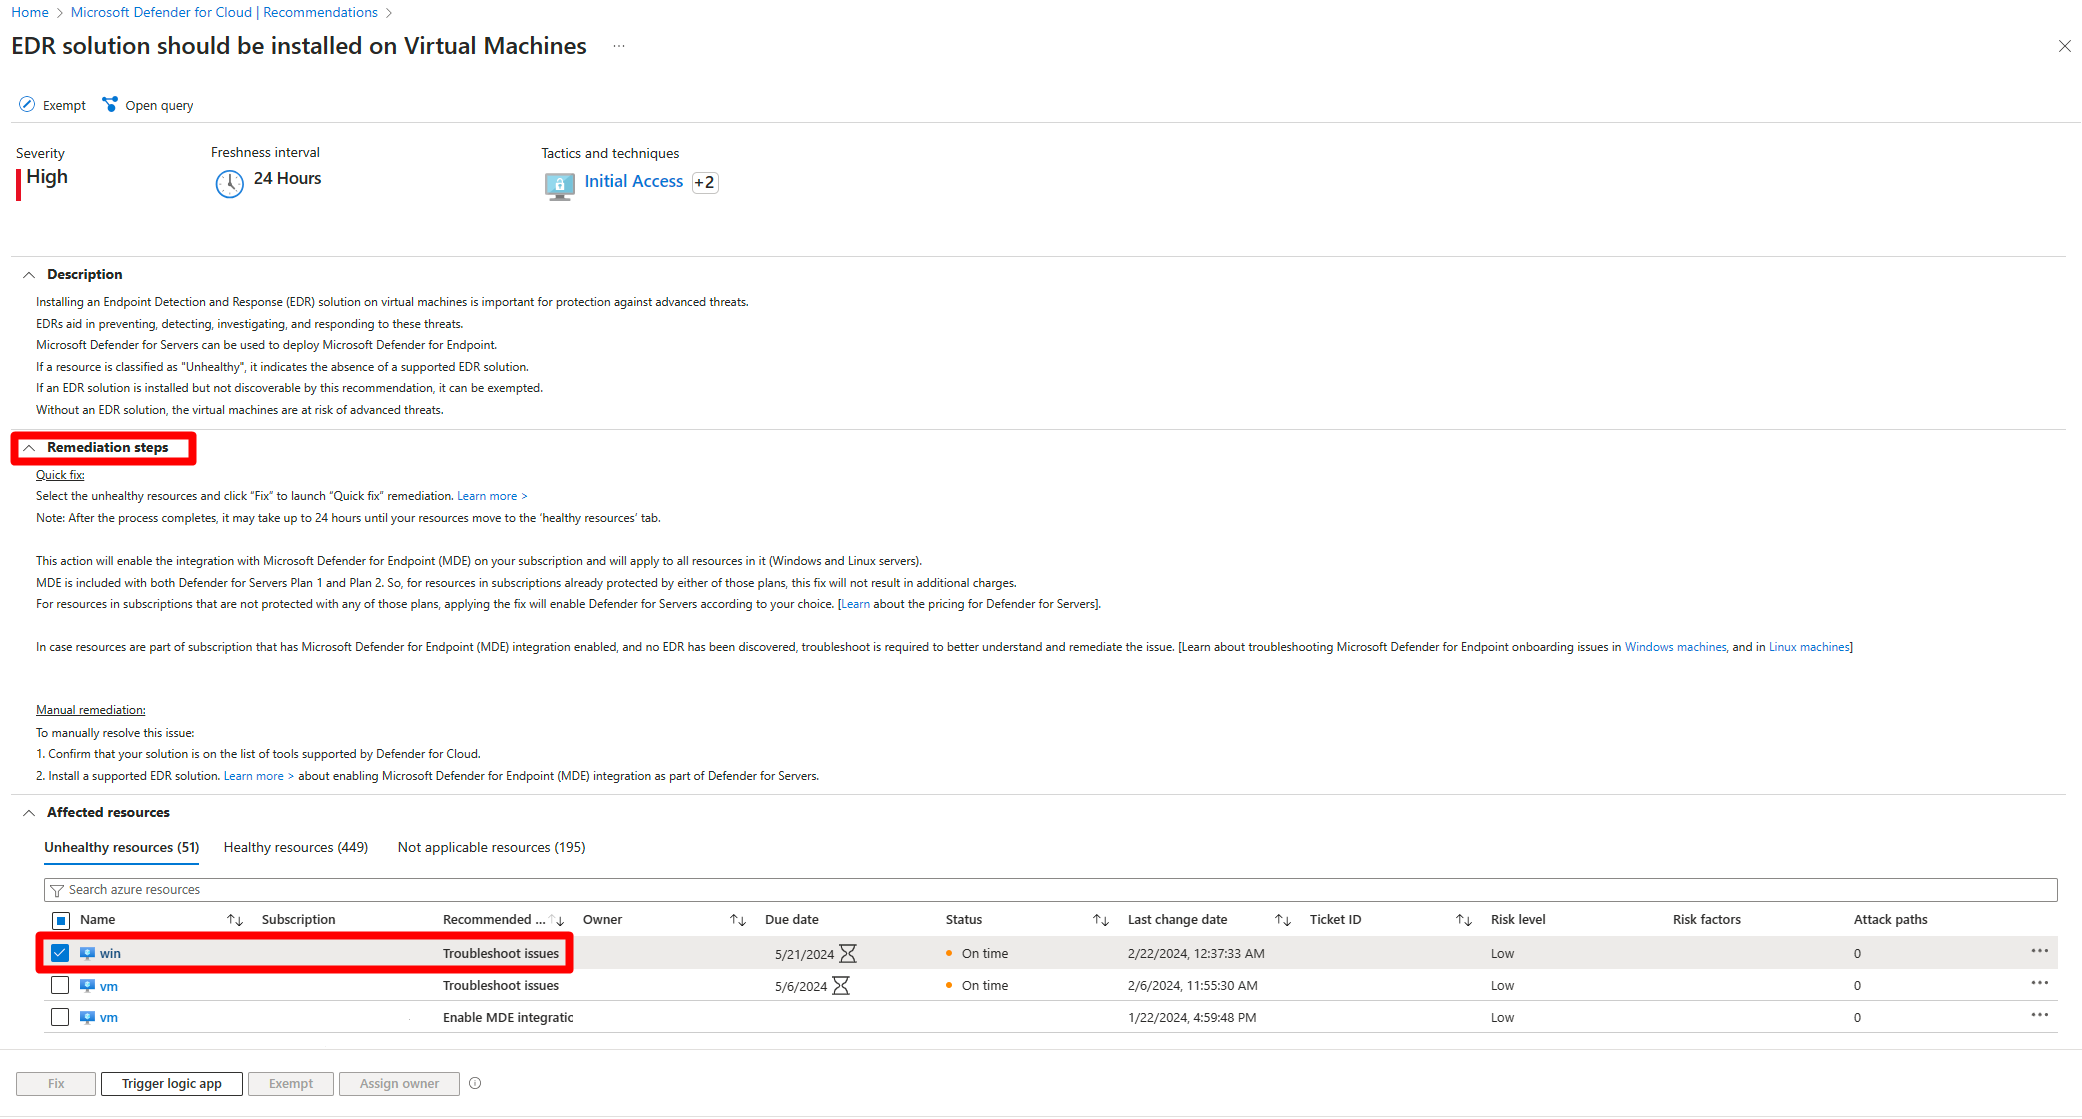 Home > Microsoft Defender for Cloud | Recommendations >
EDR solution should be installed on Virtual Machines ...
Exempt Open query
Severity Freshness interval Tactics and techniques
High 24 Hours Initial Access +2
Description
Installing an Endpoint Detection and Response (EDR) solution on virtual machines is important for protection against advanced threats.
EDRs aid in preventing, detecting, investigating, and responding to these threats.
Microsoft Defender for Servers can be used to deploy Microsoft Defender for Endpoint.
If a resource is classified as "Unhealthy", it indicates the absence of a supported EDR solution.
If an EDR solution is installed but not discoverable by this recommendation, it can be exempted.
Without an EDR solution, the virtual machines are at risk of advanced threats.
Remediation steps
Quick fix:
Select the unhealthy resources and click “Fix” to launch “Quick fix” remediation. Learn more >
Note: After the process completes, it may take up to 24 hours until your resources move to the ‘healthy resources’ tab.
This action will enable the integration with Microsoft Defender for Endpoint (MDE) on your subscription and will apply to all resources in it (Windows and Linux servers).
MDE is included with both Defender for Servers Plan 1 and Plan 2. So, for resources in subscriptions already protected by either of those plans, this fix will not result in additional charges.
For resources in subscriptions that are not protected with any of those plans, applying the fix will enable Defender for Servers according to your choice. [Learn about the pricing for Defender for Servers].
In case resources are part of subscription that has Microsoft Defender for Endpoint (MDE) integration enabled, and no EDR has been discovered, troubleshoot is required to better understand and remediate the issue. [Learn about troubleshooting Microsoft Defender for Endpoint onboarding issues in Windows machines, and in Linux machines]
Manual remediation:
To manually resolve this issue:
1. Confirm that your solution is on the list of tools supported by Defender for Cloud.
2. Install a supported EDR solution. Learn more > about enabling Microsoft Defender for Endpoint (MDE) integration as part of Defender for Servers.
Affected resources
Unhealthy resources (51) Healthy resources (449) Not applicable resources (195)
Search azure resources
Name Subscription Recommended ... Owner Due date Status Last change date Ticket ID Risk level Risk factors Attack paths
win Troubleshoot issues 5/21/2024 On time 2/22/2024, 12:37:33 AM Low 0 ...
vm Troubleshoot issues 5/6/2024 On time 2/6/2024, 11:55:30 AM Low 0 ...
vm Enable MDE integratic 1/22/2024, 4:59:48 PM Low 0 ...
Fix Trigger logic app Exempt Assign owner